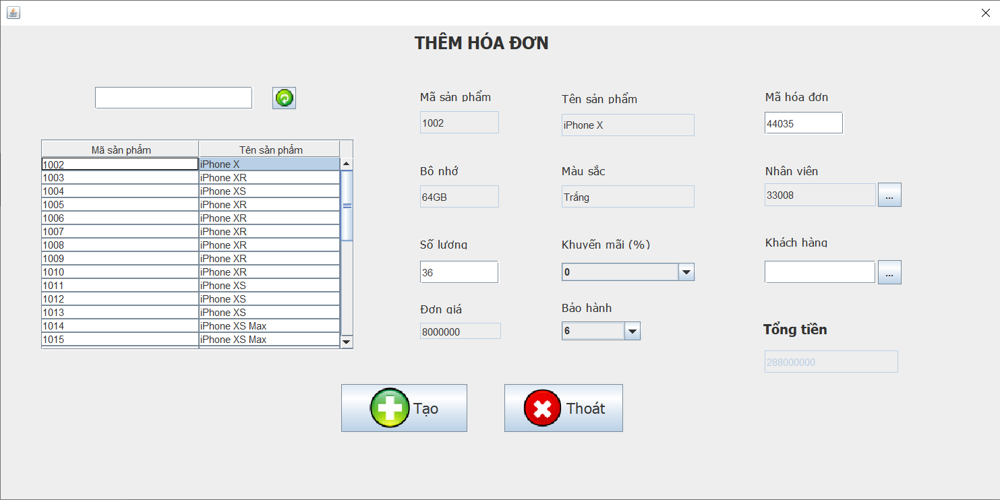 THÊM HÓA ĐƠN
Mã sản phẩm Tên sản phẩm
1002 iPhone X
1003 iPhone XR
1004 iPhone XS
1005 iPhone XR
1006 iPhone XR
1007 iPhone XR
1008 iPhone XR
1009 iPhone XR
1010 iPhone XR
1011 iPhone XS
1012 iPhone XS
1013 iPhone XS
1014 iPhone XS Max
1015 iPhone XS Max
Mã sản phẩm Tên sản phẩm Mã hóa đơn
1002 iPhone X 44035
Bộ nhớ Màu sắc Nhân viên
64GB Trắng 33008 ...
Số lượng Khuyến mãi (%) Khách hàng
36 0 ...
Đơn giá Bảo hành
8000000 6
Tổng tiền
288000000
Tạo Thoát